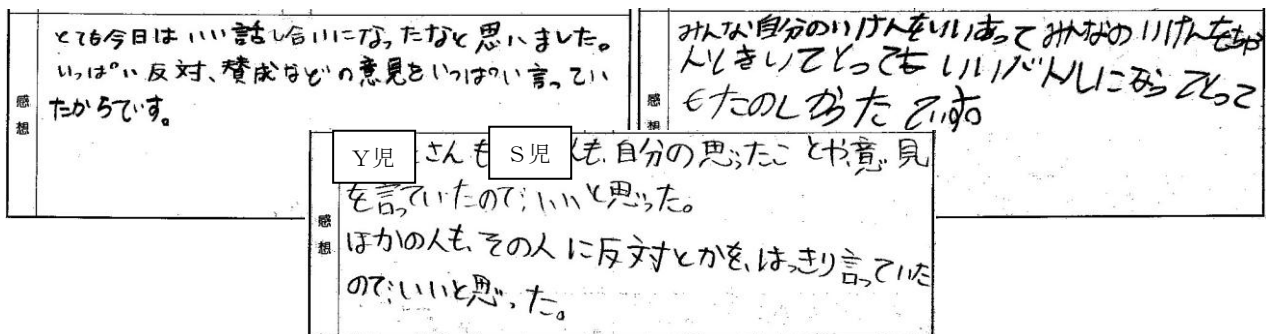 感想
とても今日はいい話し合いになったなと思いました。
いっぱい反対、賛成などの意見をいっぱい言ってい
たからです。
感想
みんな自分のいけんをいいあってみんなのいけんをちゃ
んときいてとってもいいバトルになってとって
もたのしかったです。
感想
Y児さんもS児くんも、自分の思ったことや、意見
を言っていたので、いいと思った。
ほかの人も、その人に反対とかを、はっきり言っていた
ので、いいと思った。